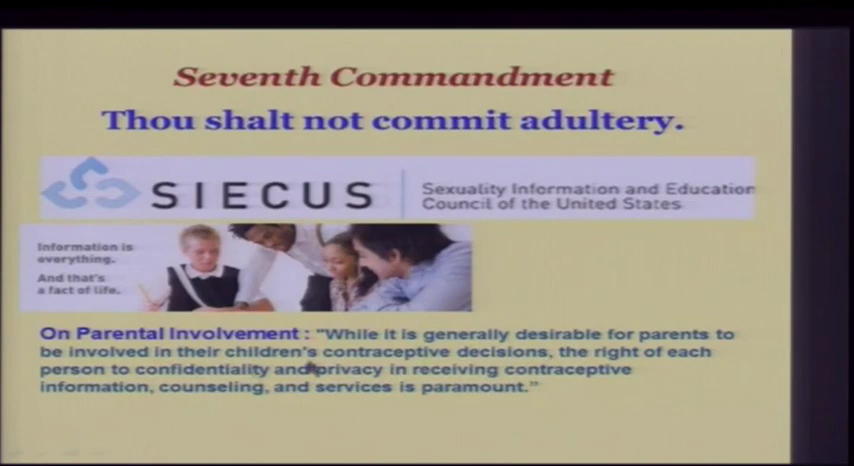 Seventh Commandment
Thou shalt not commit adultery.
SIECUS
Sexuality Information and Education
Council of the United States
Information is
everything.
And that's
a fact of life.
On Parental Involvement : "While it is generally desirable for parents to
be involved in their children's contraceptive decisions, the right of each
person to confidentiality and privacy in receiving contraceptive
information, counseling, and services is paramount."